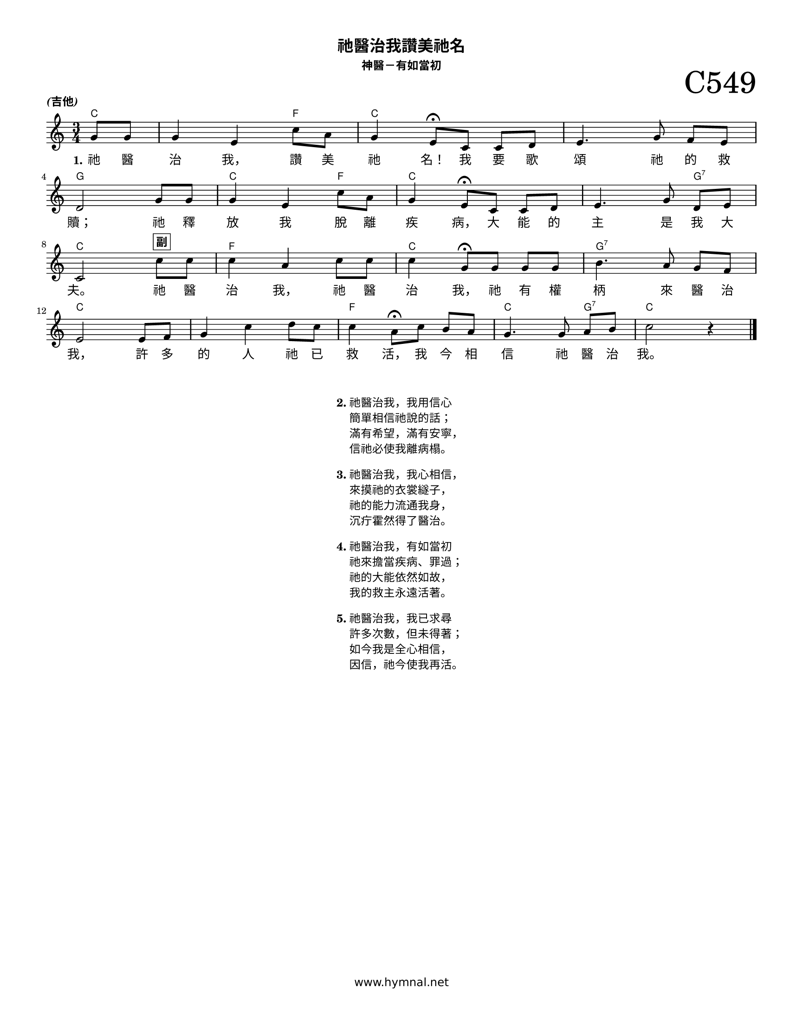 祂醫治我讚美祂名
神醫－有如當初
C549
(吉他)
C F C
1. 祂 醫 治 我， 讚 美 祂 名！ 我 要 歌 頌 祂 的 救
4 G C F C G7
贖； 祂 釋 放 我 脫 離 疾 病， 大 能 的 主 是 我 大
8 C 副 F C G7
夫。 祂 醫 治 我， 祂 醫 治 我， 祂 有 權 柄 來 醫 治
12 C F C G7 C
我， 許 多 的 人 祂 已 救 活， 我 今 相 信 祂 醫 治 我。
2. 祂醫治我，我用信心
簡單相信祂說的話；
滿有希望，滿有安寧，
信祂必使我離病榻。
3. 祂醫治我，我心相信，
來摸祂的衣裳繸子，
祂的能力流通我身，
沉疔霍然得了醫治。
4. 祂醫治我，有如當初
祂來擔當疾病、罪過；
祂的大能依然如故，
我的救主永遠活著。
5. 祂醫治我，我已求尋
許多次數，但未得著；
如今我是全心相信，
因信，祂今使我再活。
www.hymnal.net